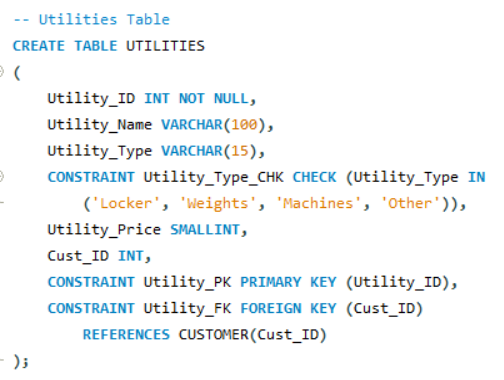 -- Utilities Table
CREATE TABLE UTILITIES
(
Utility_ID INT NOT NULL,
Utility_Name VARCHAR(100),
Utility_Type VARCHAR(15),
CONSTRAINT Utility_Type_CHK CHECK (Utility_Type IN
('Locker', 'Weights', 'Machines', 'Other')),
Utility_Price SMALLINT,
Cust_ID INT,
CONSTRAINT Utility_PK PRIMARY KEY (Utility_ID),
CONSTRAINT Utility_FK FOREIGN KEY (Cust_ID)
REFERENCES CUSTOMER(Cust_ID)
);